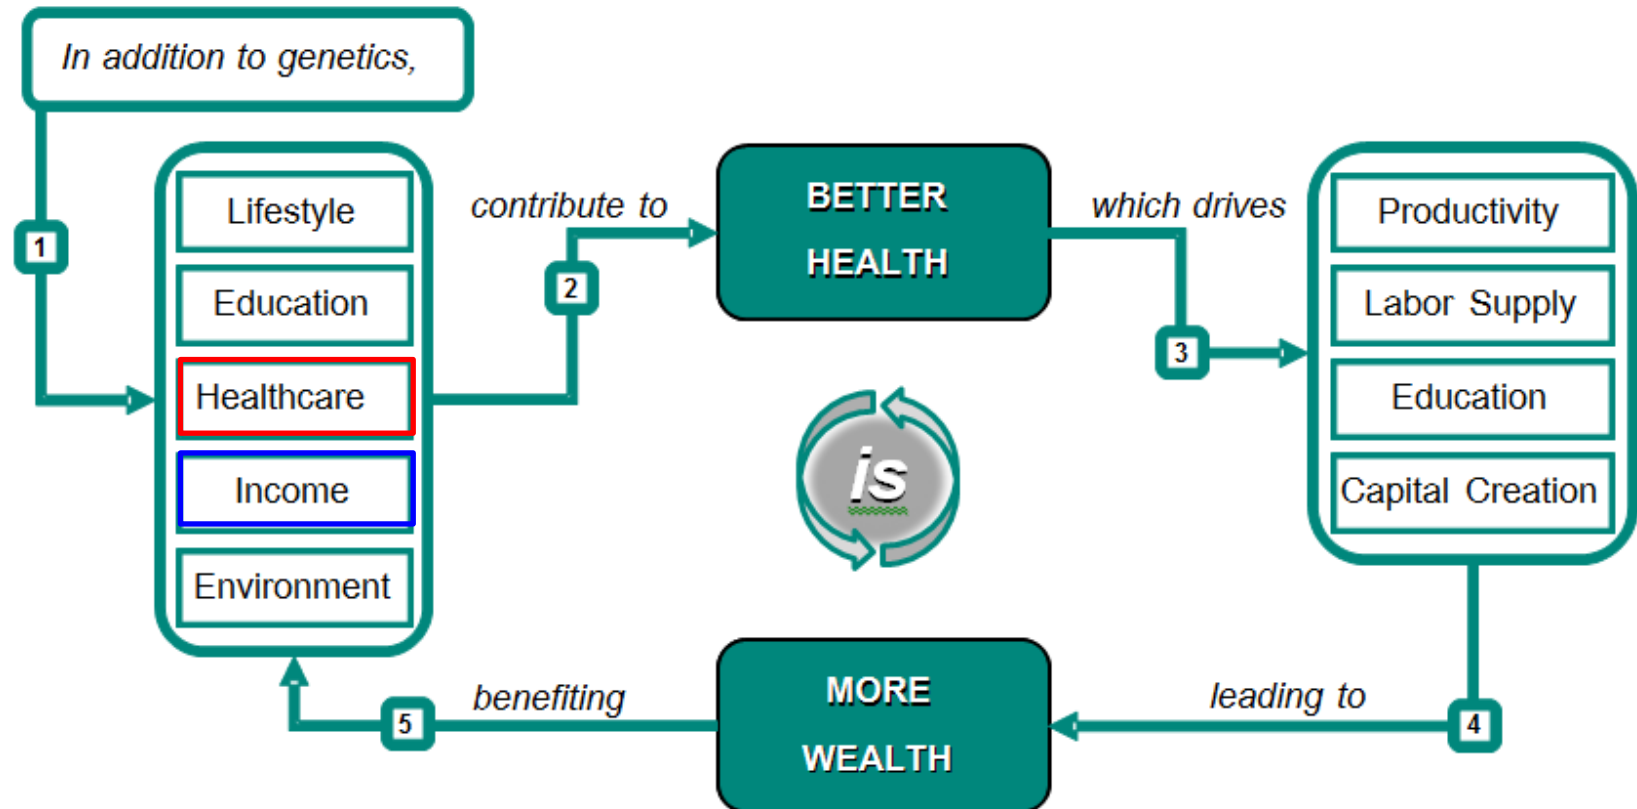 In addition to genetics,
1
Lifestyle
Education
Healthcare
Income
Environment
contribute to
2
BETTER
HEALTH
which drives
3
Productivity
Labor Supply
Education
Capital Creation
is
leading to
4
MORE
WEALTH
benefiting
5